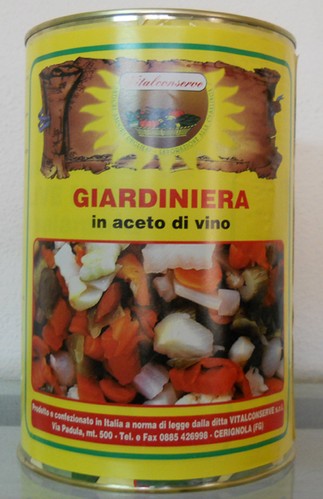 Vitalconserve
GIARDINIERA
in aceto di vino
Prodotto e confezionato in Italia a norma di legge dalla ditta VITALCONSERVE s.r.l.
Via Padula, mt. 500 - Tel. e Fax 0885 426998 - CERIGNOLA (FG)